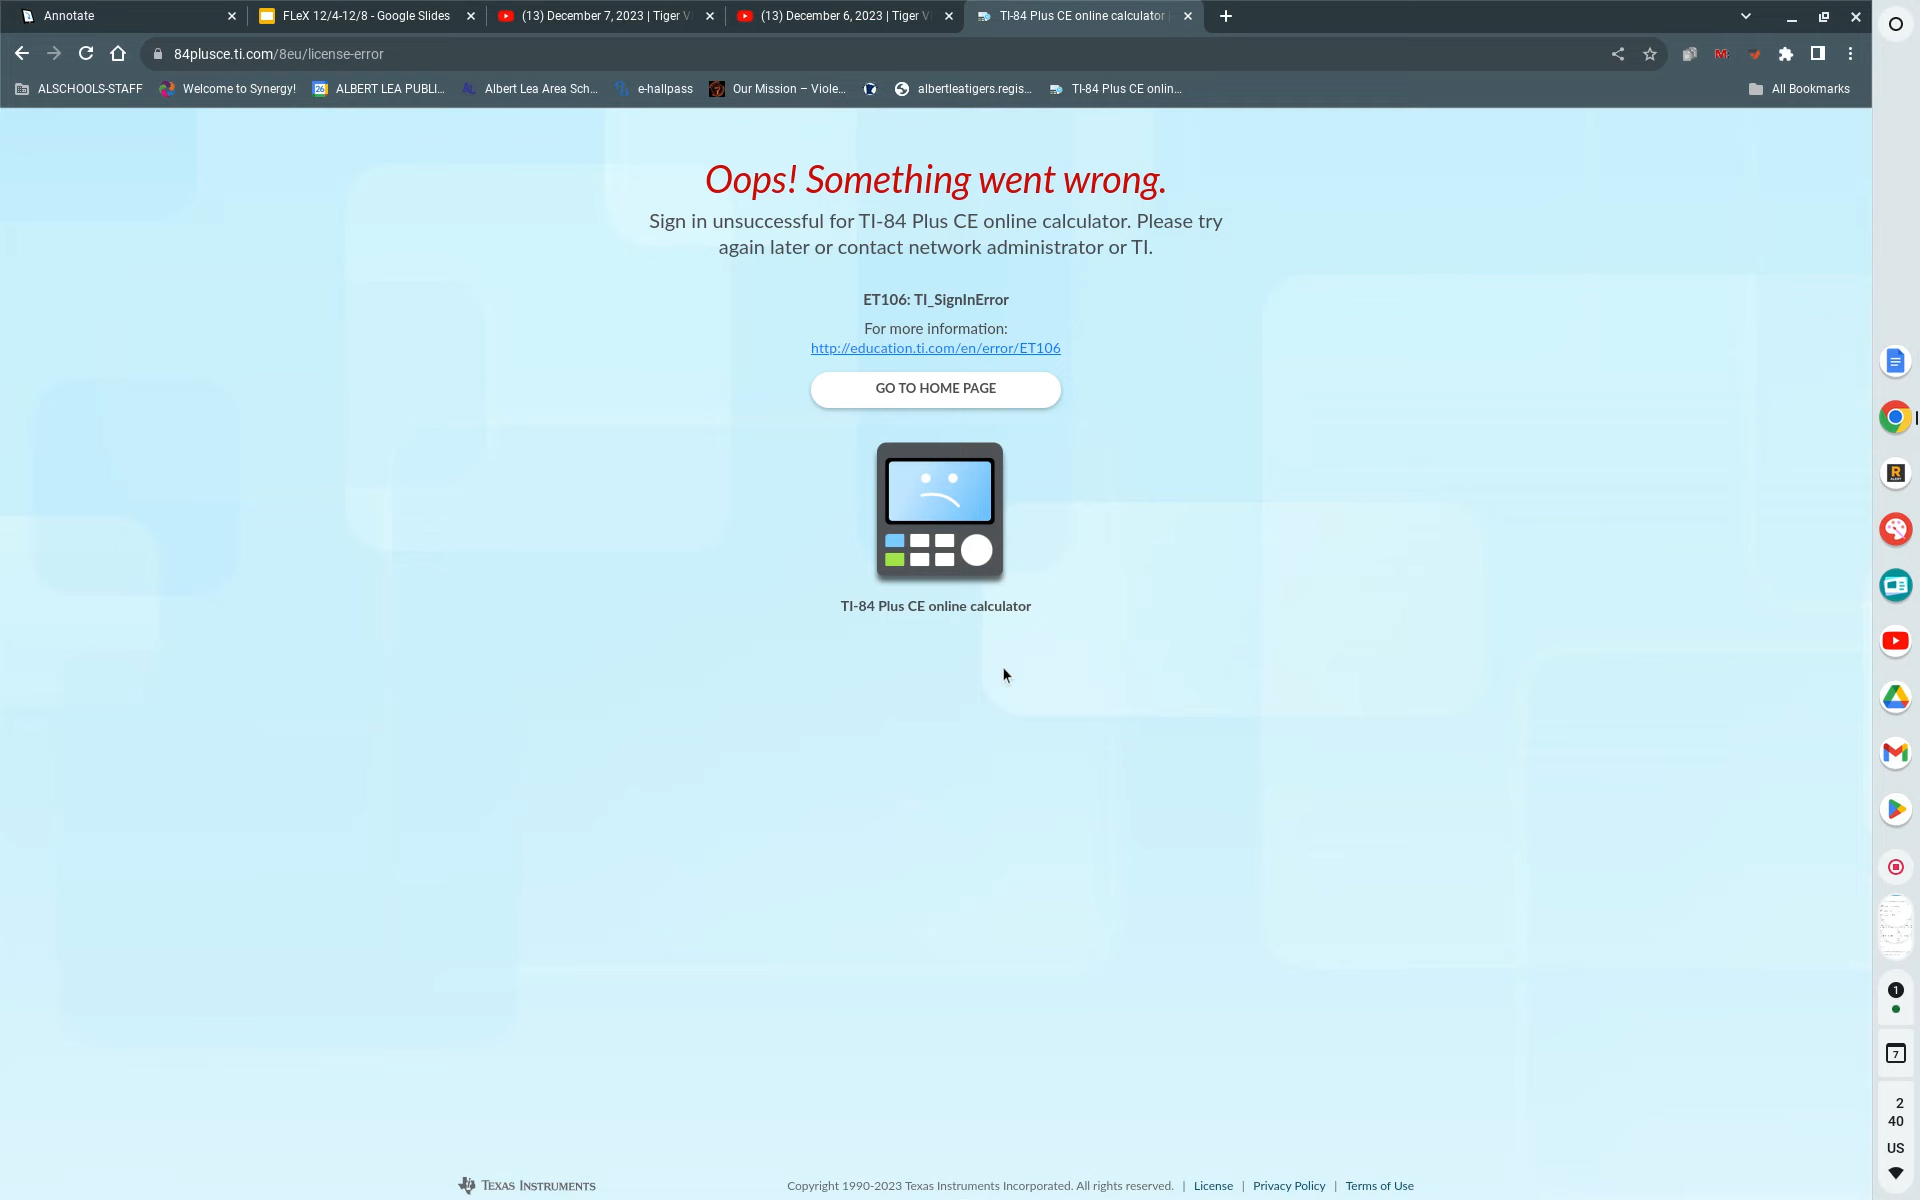 Annotate
FLeX 12/4-12/8 - Google Slides
(13) December 7, 2023 | Tiger V
(13) December 6, 2023 | Tiger V
TI-84 Plus CE online calculator
84plusce.ti.com/8eu/license-error
ALSCHOOLS-STAFF
Welcome to Synergy!
26
ALBERT LEA PUBLI...
AL
Albert Lea Area Sch...
e-hallpass
Our Mission – Viole...
albertleatigers.regis...
TI-84 Plus CE onlin...
All Bookmarks
Oops! Something went wrong.
Sign in unsuccessful for TI-84 Plus CE online calculator. Please try
again later or contact network administrator or TI.
ET106: TI_SignInError
For more information:
http://education.ti.com/en/error/ET106
GO TO HOME PAGE
TI-84 Plus CE online calculator
TEXAS INSTRUMENTS
Copyright 1990-2023 Texas Instruments Incorporated. All rights reserved. | License | Privacy Policy | Terms of Use
R
1
7
2
40
US